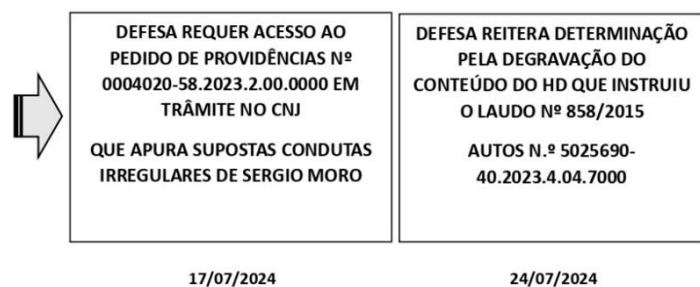 DEFESA REQUER ACESSO AO
PEDIDO DE PROVIDÊNCIAS Nº
0004020-58.2023.2.00.0000 EM
TRÂMITE NO CNJ
QUE APURA SUPOSTAS CONDUTAS
IRREGULARES DE SERGIO MORO
17/07/2024
DEFESA REITERA DETERMINAÇÃO
PELA DEGRAVAÇÃO DO
CONTEÚDO DO HD QUE INSTRUIU
O LAUDO Nº 858/2015
AUTOS N.º 5025690-
40.2023.4.04.7000
24/07/2024